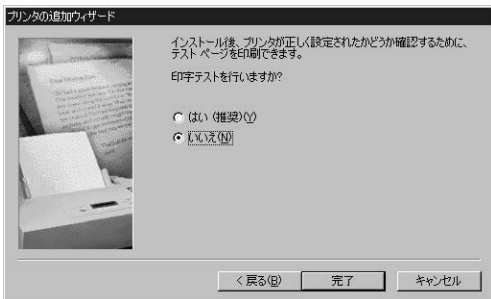 プリンタの追加ウィザード
インストール後、プリンタが正しく設定されたかどうか確認するために、
テスト ページを印刷できます。
印字テストを行いますか?
はい (推奨)(Y)
いいえ(N)
< 戻る(B)
完了
キャンセル